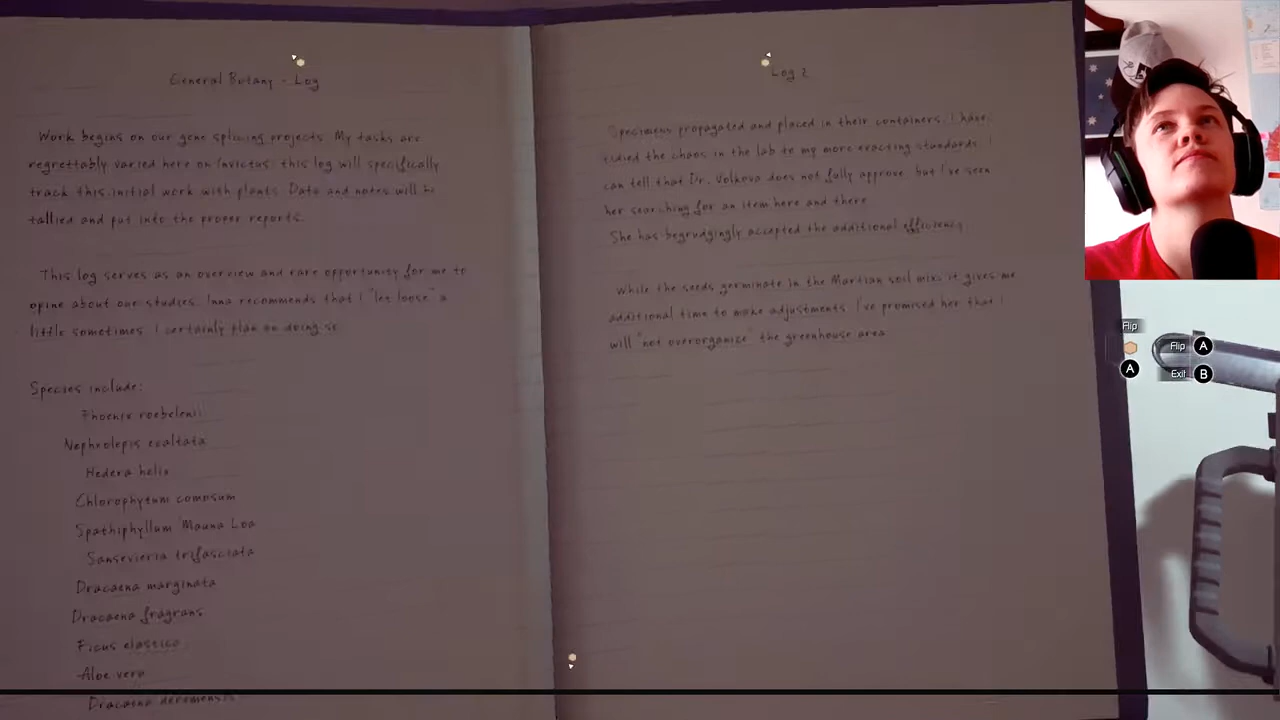 General Botany - Log
Work begins on our gene splicing projects. My tasks are
regrettably varied here on Invictus: this log will specifically
track this initial work with plants. Data and notes will be
tallied and put into the proper reports.
This log serves as an overview and rare opportunity for me to
opine about our studies. Inna recommends that I "let loose" a
little sometimes. I certainly plan on doing so
Species include:
Phoenix roebelenii
Nephrolepis exaltata
Hedera helix
Chlorophytum comosum
Spathiphyllum 'Mauna Loa
Sansevieria trifasciata
Dracaena marginata
Dracaena fragrans
Ficus elastica
Aloe vera
Dracaena deremensis
Log 2
Specimens propagated and placed in their containers. I have
tidied the chaos in the lab to my more exacting standards. I
can tell that Dr. Volkova does not fully approve, but I've seen
her searching for an item here and there
She has begrudgingly accepted the additional efficiency.
While the seeds germinate in the Martian soil mix, it gives me
additional time to make adjustments. I've promised her that I
will "not overorganize" the greenhouse area
Flip
A
Flip A
Exit B